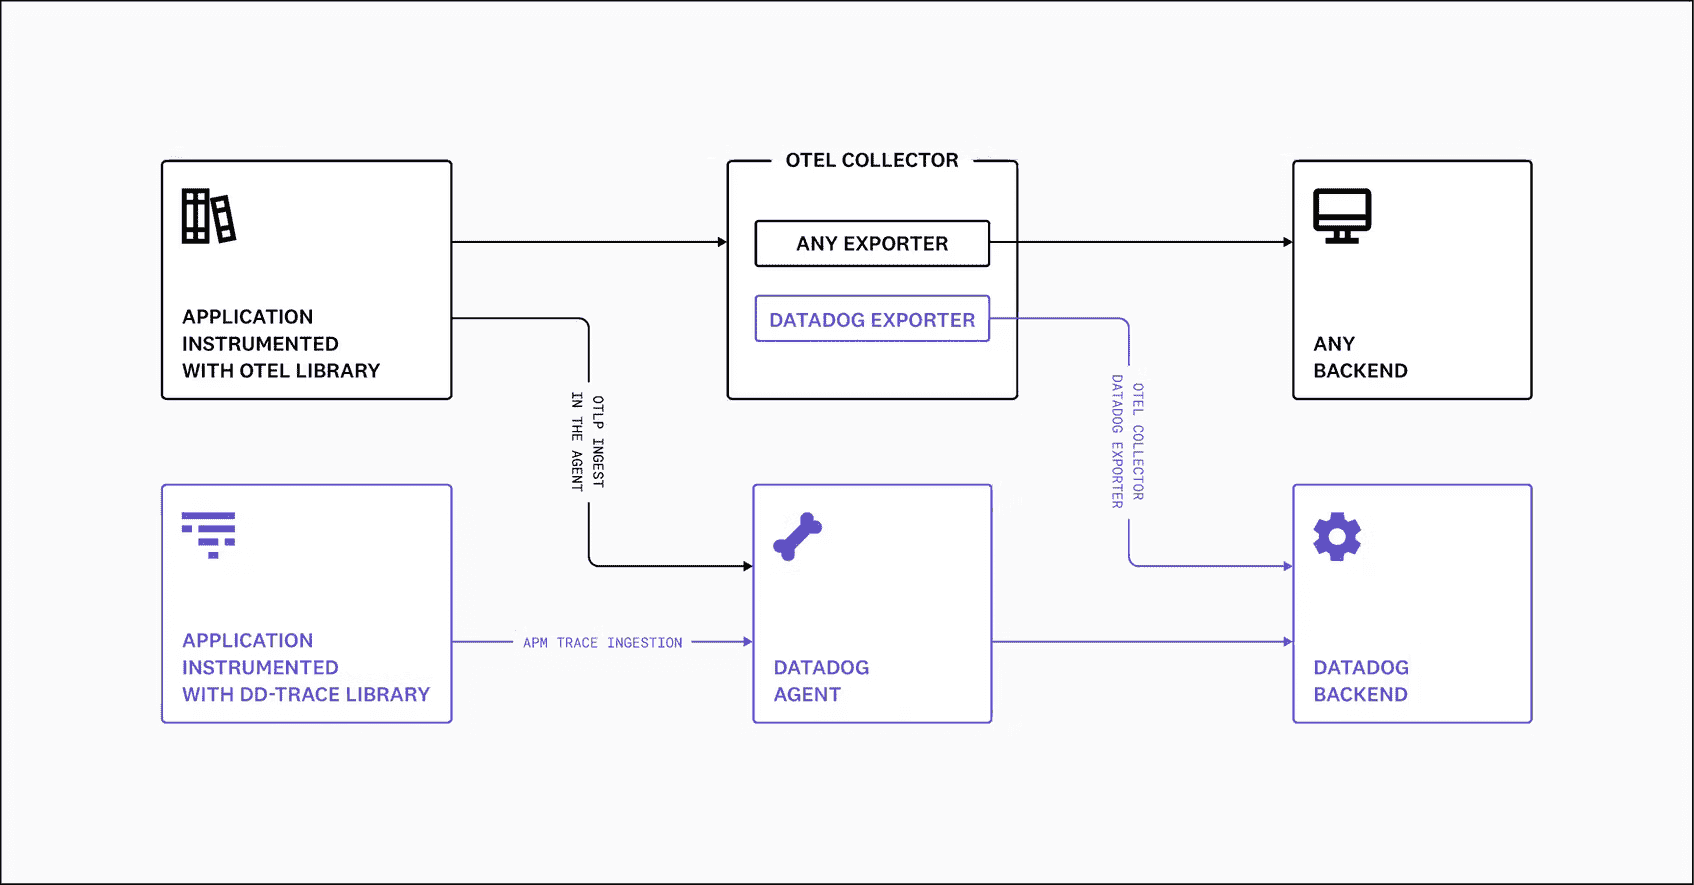 OTEL COLLECTOR
ANY EXPORTER
DATADOG EXPORTER
APPLICATION
INSTRUMENTED
WITH OTEL LIBRARY
ANY
BACKEND
OTLP INGEST
IN THE AGENT
OTEL COLLECTOR
DATADOG EXPORTER
APPLICATION
INSTRUMENTED
WITH DD-TRACE LIBRARY
APM TRACE INGESTION
DATADOG
AGENT
DATADOG
BACKEND